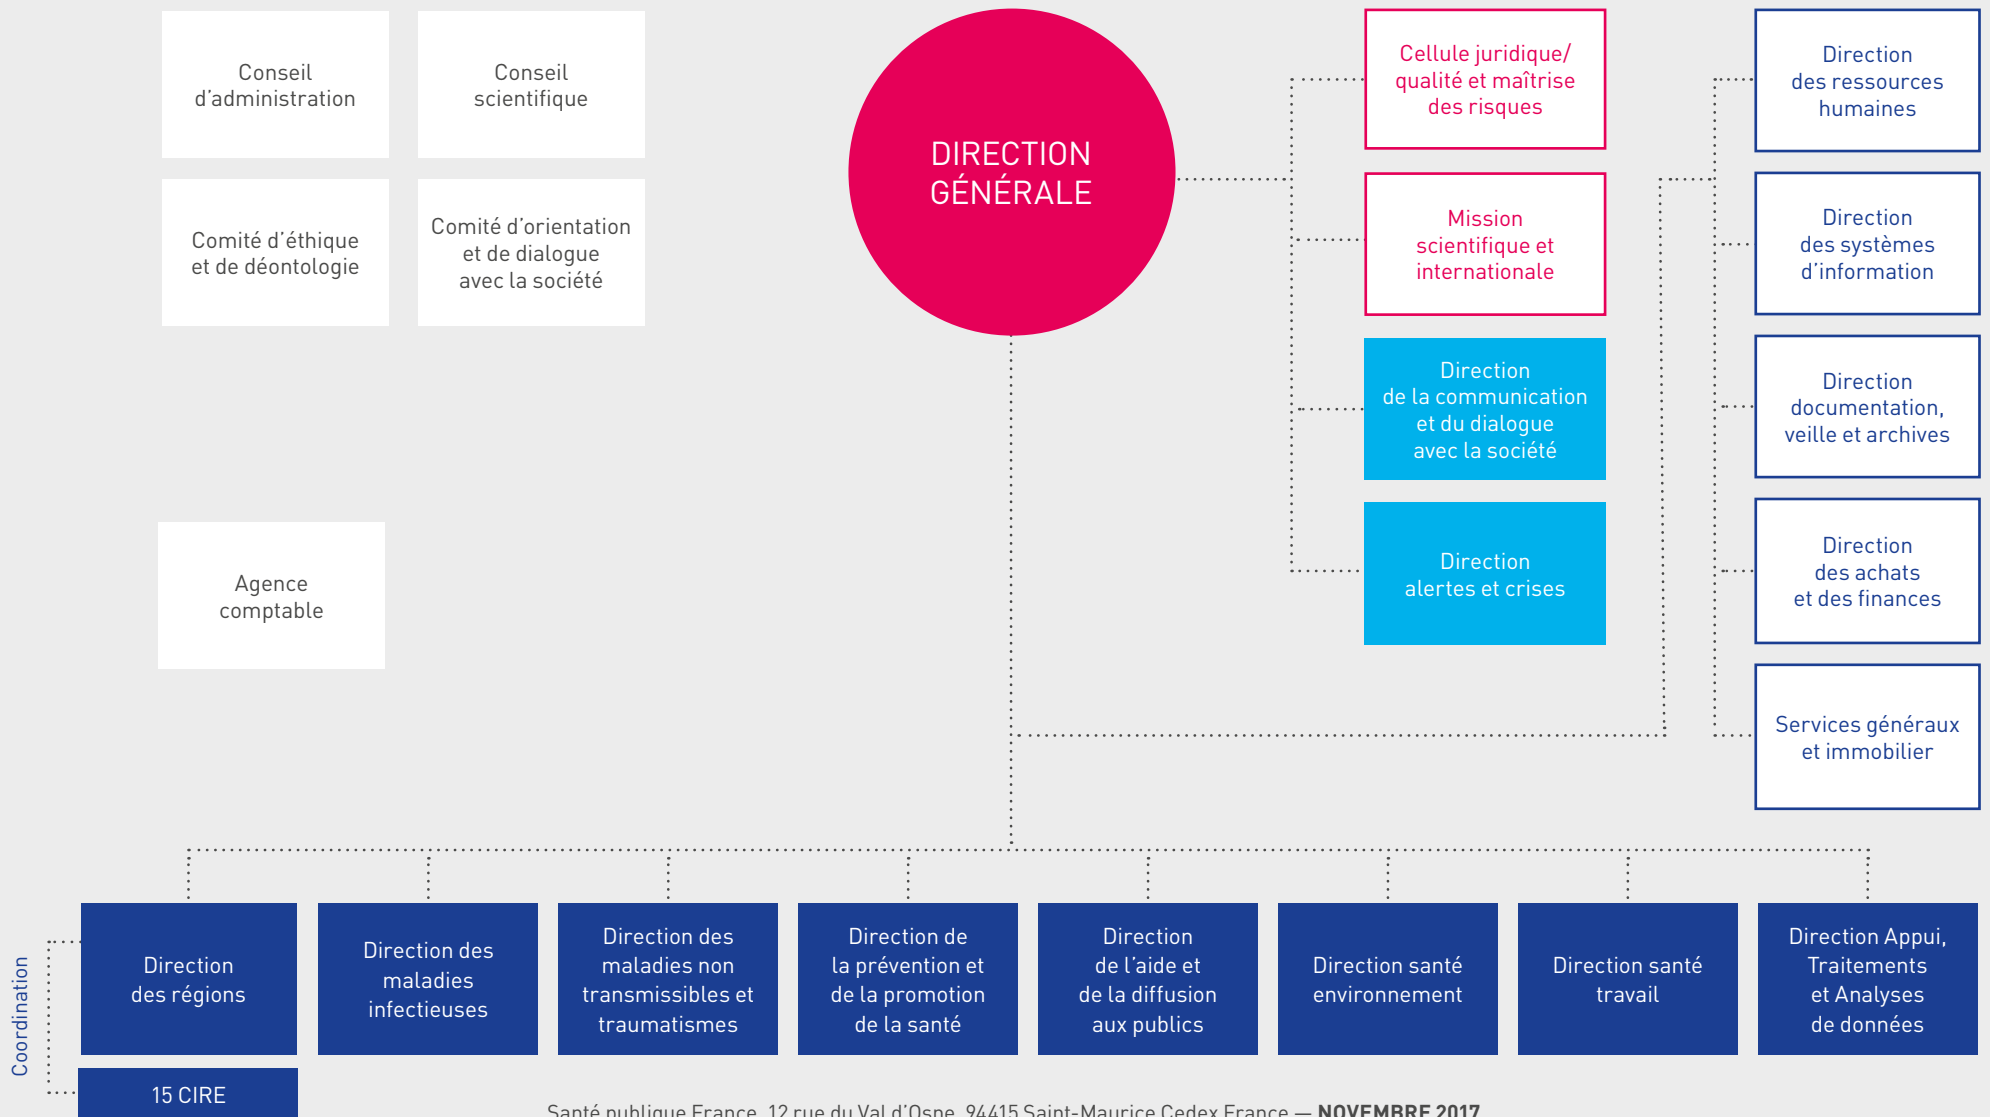 Conseil
d'administration
Conseil
scientifique
Comité d'éthique
et de déontologie
Comité d'orientation
et de dialogue
avec la société
Agence
comptable
DIRECTION
GÉNÉRALE
Cellule juridique/
qualité et maîtrise
des risques
Mission
scientifique et
internationale
Direction
de la communication
et du dialogue
avec la société
Direction
alertes et crises
Direction
des ressources
humaines
Direction
des systèmes
d'information
Direction
documentation,
veille et archives
Direction
des achats
et des finances
Services généraux
et immobilier
Coordination
Direction
des régions
15 CIRE
Direction des
maladies
infectieuses
Direction des
maladies non
transmissibles et
traumatismes
Direction de
la prévention et
de la promotion
de la santé
Direction
de l'aide et
de la diffusion
aux publics
Direction santé
environnement
Direction santé
travail
Direction Appui,
Traitements
et Analyses
de données
Santé publique France, 12 rue du Val d'Osne, 94415 Saint-Maurice Cedex France — NOVEMBRE 2017